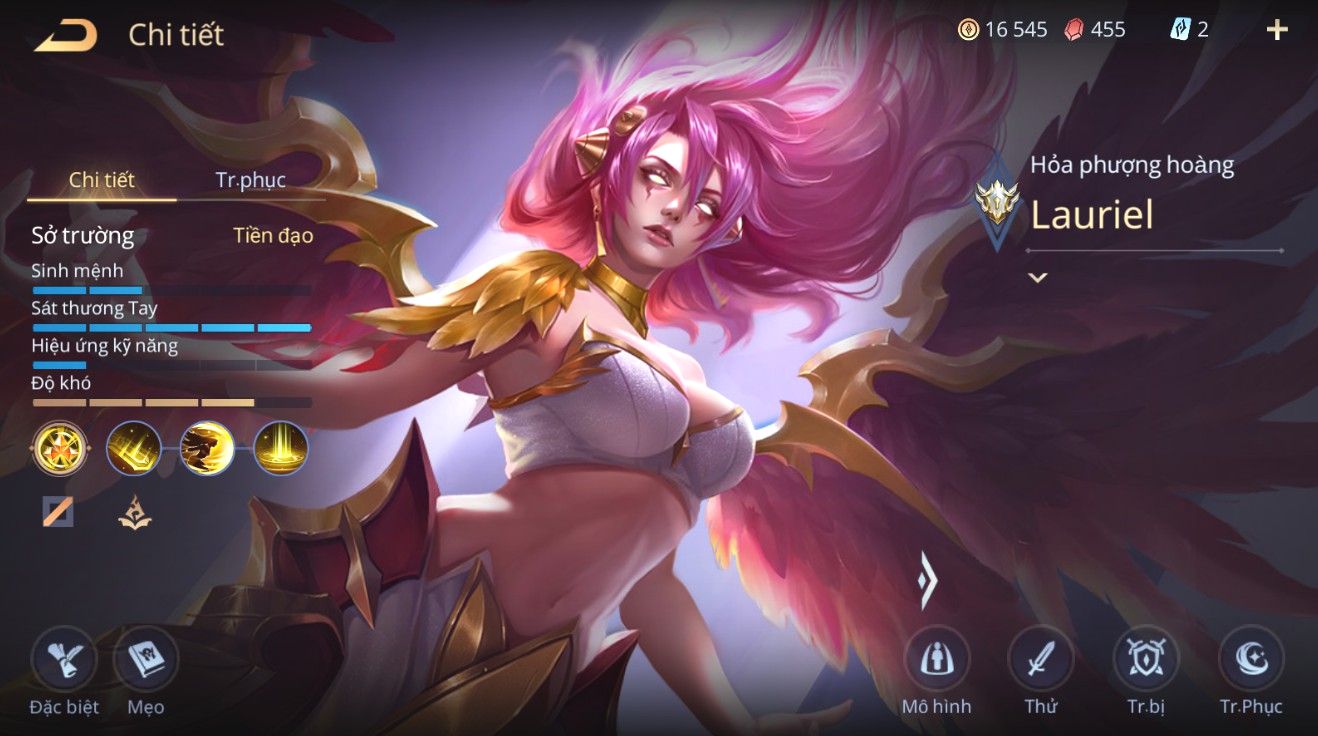 Chi tiết
16 545
455
2
Chi tiết
Tr.phục
Sở trường
Tiền đạo
Sinh mệnh
Sát thương Tay
Hiệu ứng kỹ năng
Độ khó
Hỏa phượng hoàng
Lauriel
Đặc biệt
Mẹo
Mô hình
Thử
Tr.bị
Tr.Phục